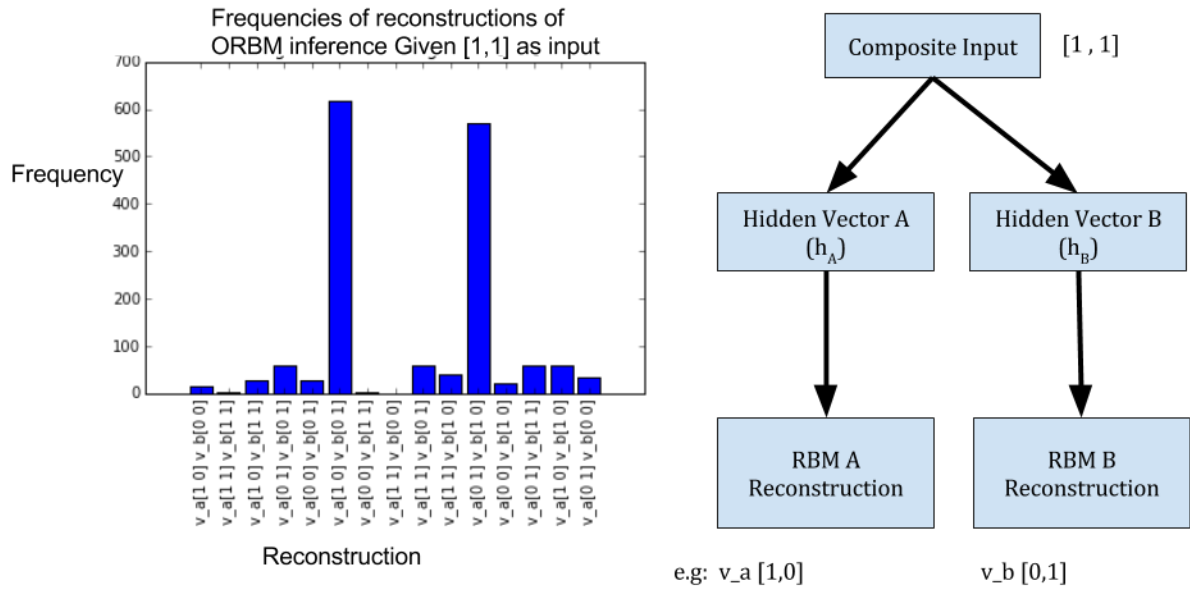 Frequencies of reconstructions of
ORBM inference Given [1,1] as input
700
600
500
400
300
200
100
0
Frequency
v_a[1 0] v_b[0 0]
v_a[1 1] v_b[1 1]
v_a[1 0] v_b[1 1]
v_a[0 1] v_b[0 1]
v_a[0 0] v_b[0 1]
v_a[1 0] v_b[0 1]
v_a[0 0] v_b[1 1]
v_a[0 0] v_b[0 0]
v_a[1 1] v_b[0 1]
v_a[1 1] v_b[1 0]
v_a[0 1] v_b[1 0]
v_a[0 0] v_b[1 0]
v_a[0 1] v_b[1 1]
v_a[1 0] v_b[1 0]
v_a[0 1] v_b[0 0]
Reconstruction
Composite Input
[1 , 1]
Hidden Vector A
(h_A)
Hidden Vector B
(h_B)
RBM A
Reconstruction
RBM B
Reconstruction
e.g: v_a [1,0]
v_b [0,1]